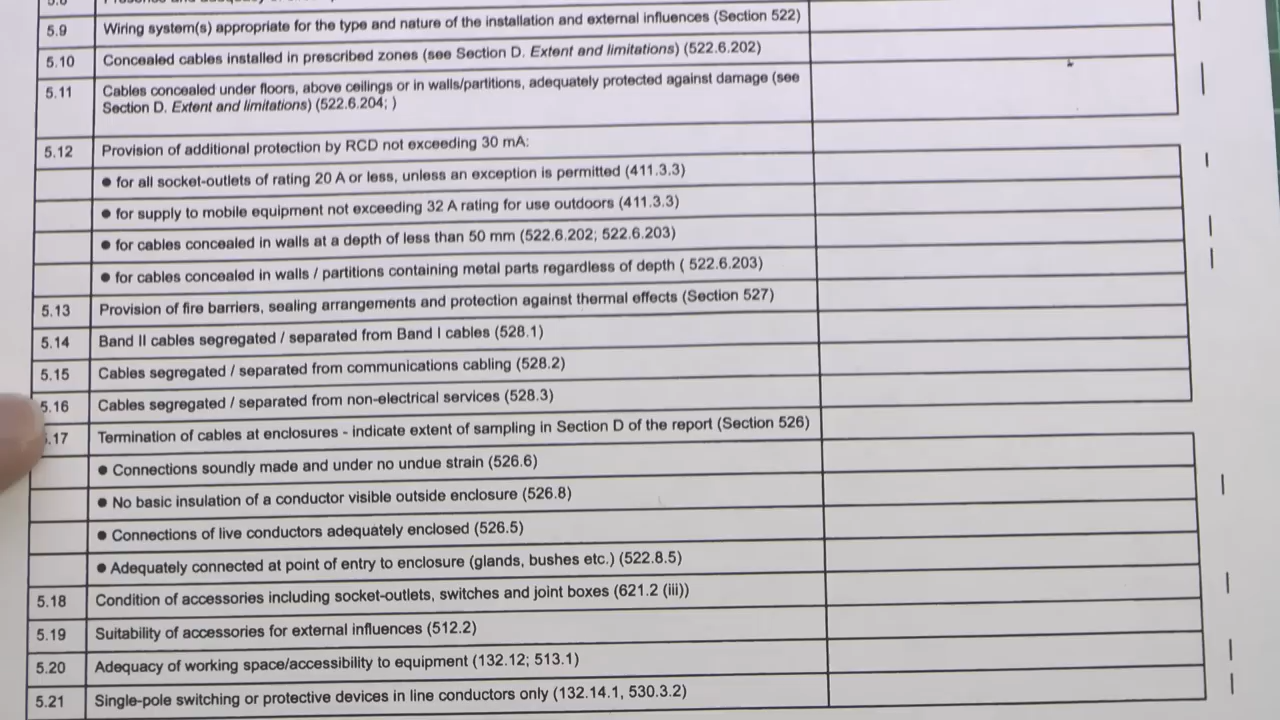 5.9 Wiring system(s) appropriate for the type and nature of the installation and external influences (Section 522)
5.10 Concealed cables installed in prescribed zones (see Section D. Extent and limitations) (522.6.202)
5.11 Cables concealed under floors, above ceilings or in walls/partitions, adequately protected against damage (see
Section D. Extent and limitations) (522.6.204; )
5.12 Provision of additional protection by RCD not exceeding 30 mA:
● for all socket-outlets of rating 20 A or less, unless an exception is permitted (411.3.3)
● for supply to mobile equipment not exceeding 32 A rating for use outdoors (411.3.3)
● for cables concealed in walls at a depth of less than 50 mm (522.6.202; 522.6.203)
● for cables concealed in walls / partitions containing metal parts regardless of depth ( 522.6.203)
5.13 Provision of fire barriers, sealing arrangements and protection against thermal effects (Section 527)
5.14 Band II cables segregated / separated from Band I cables (528.1)
5.15 Cables segregated / separated from communications cabling (528.2)
5.16 Cables segregated / separated from non-electrical services (528.3)
.17 Termination of cables at enclosures - indicate extent of sampling in Section D of the report (Section 526)
● Connections soundly made and under no undue strain (526.6)
● No basic insulation of a conductor visible outside enclosure (526.8)
● Connections of live conductors adequately enclosed (526.5)
● Adequately connected at point of entry to enclosure (glands, bushes etc.) (522.8.5)
5.18 Condition of accessories including socket-outlets, switches and joint boxes (621.2 (iii))
5.19 Suitability of accessories for external influences (512.2)
5.20 Adequacy of working space/accessibility to equipment (132.12; 513.1)
5.21 Single-pole switching or protective devices in line conductors only (132.14.1, 530.3.2)